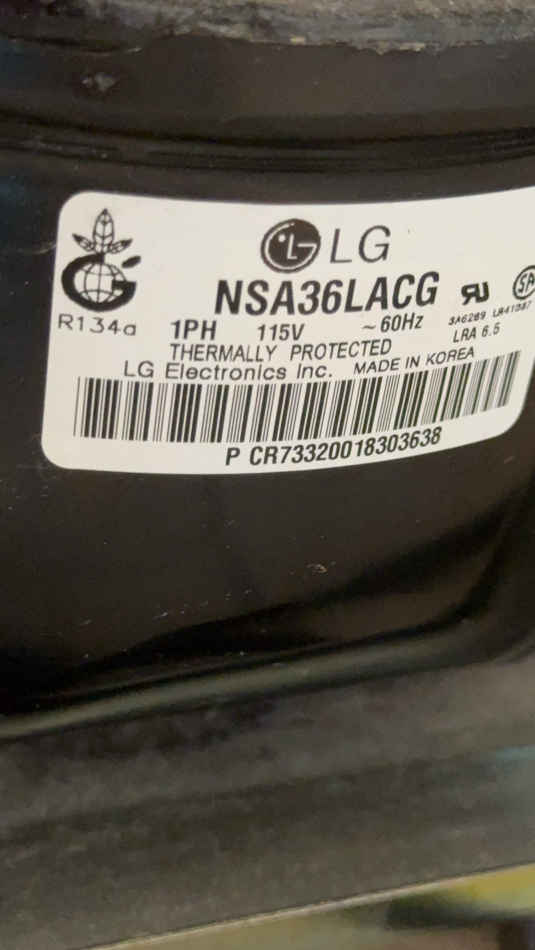 LG
NSA36LACG
R134a
1PH 115V ~60Hz
LRA 6.5
THERMALLY PROTECTED
LG Electronics Inc. MADE IN KOREA
P CR73320018303638